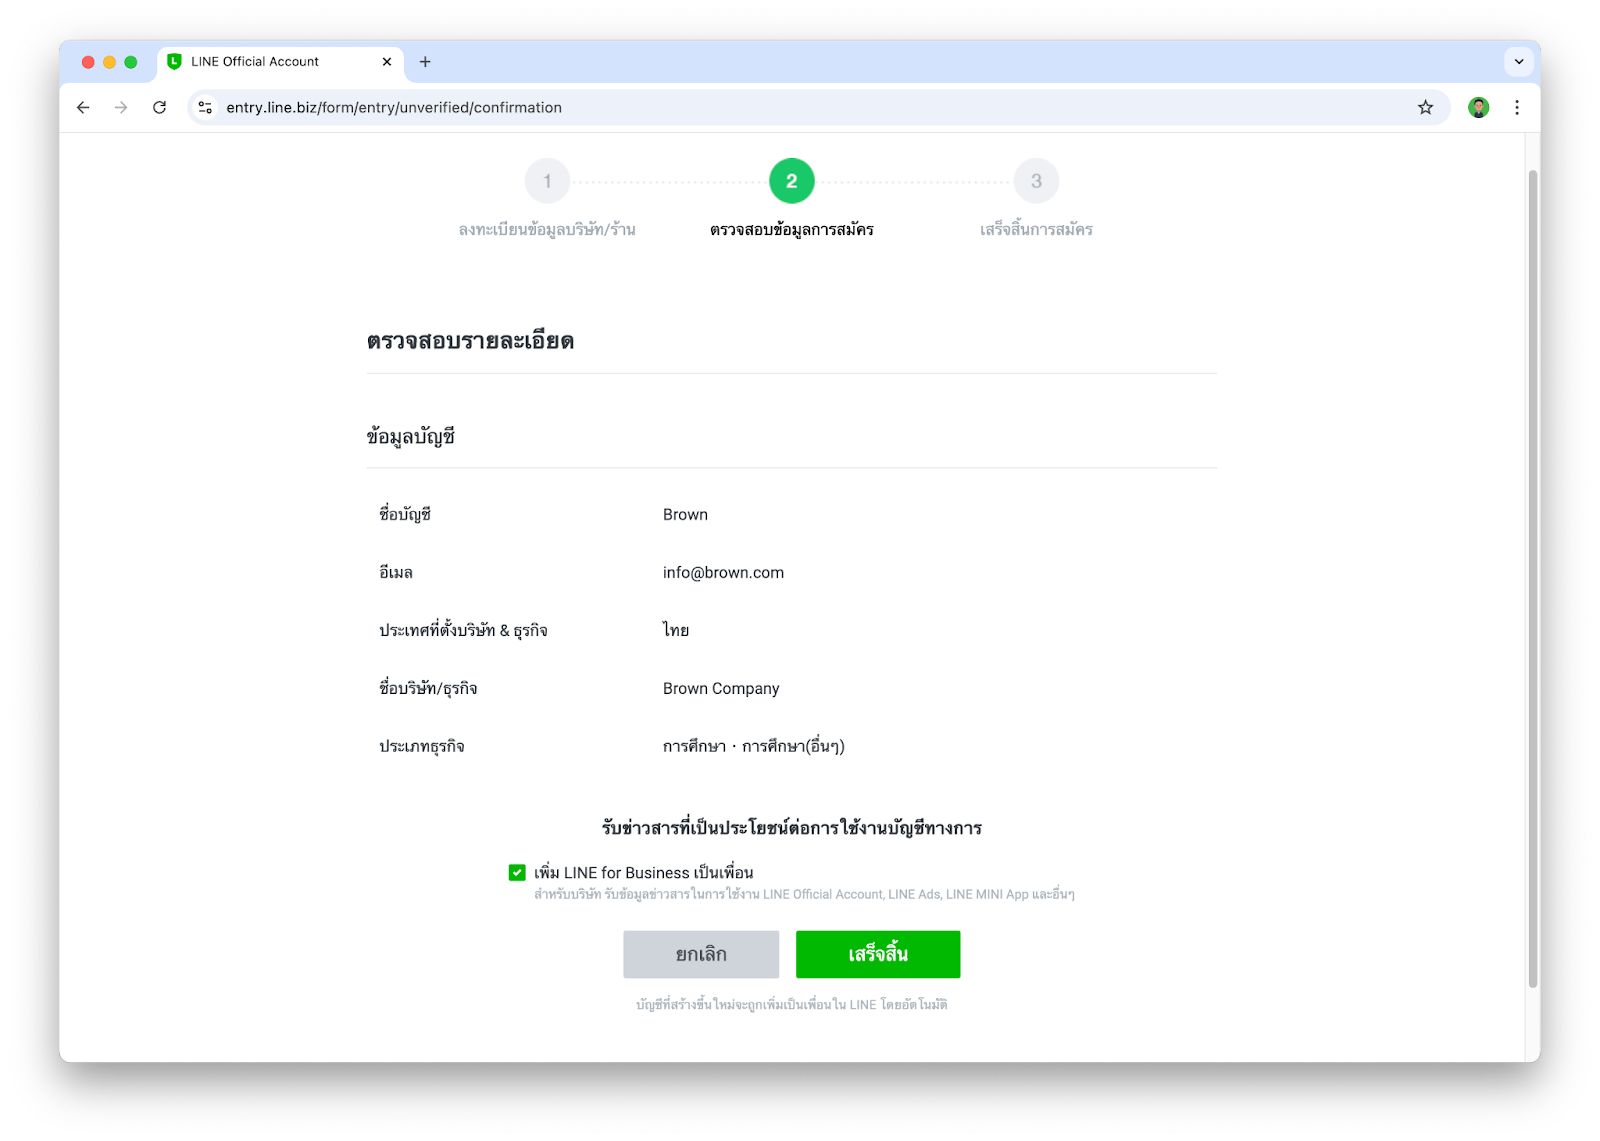 LINE Official Account
entry.line.biz/form/entry/unverified/confirmation
1
2
3
ลงทะเบียนข้อมูลบริษัท/ร้าน
ตรวจสอบข้อมูลการสมัคร
เสร็จสิ้นการสมัคร
ตรวจสอบรายละเอียด
ข้อมูลบัญชี
ชื่อบัญชี Brown
อีเมล info@brown.com
ประเทศที่ตั้งบริษัท & ธุรกิจ ไทย
ชื่อบริษัท/ธุรกิจ Brown Company
ประเภทธุรกิจ การศึกษา · การศึกษา(อื่นๆ)
รับข่าวสารที่เป็นประโยชน์ต่อการใช้งานบัญชีทางการ
เพิ่ม LINE for Business เป็นเพื่อน
สำหรับบริษัท รับข้อมูลข่าวสารในการใช้งาน LINE Official Account, LINE Ads, LINE MINI App และอื่นๆ
ยกเลิก เสร็จสิ้น
บัญชีที่สร้างขึ้นใหม่จะถูกเพิ่มเป็นเพื่อนใน LINE โดยอัตโนมัติ